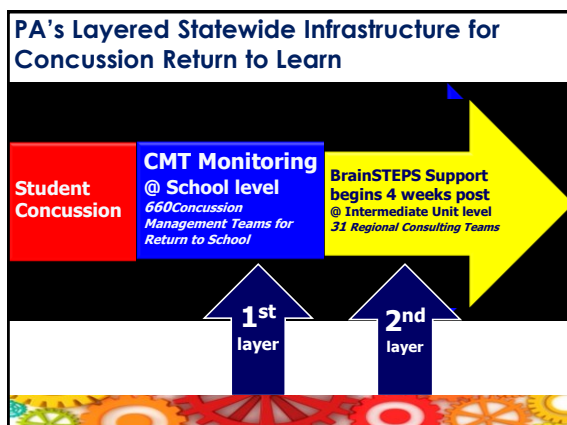 PA's Layered Statewide Infrastructure for
Concussion Return to Learn
Student
Concussion
CMT Monitoring
@ School level
660Concussion
Management Teams for
Return to School
BrainSTEPS Support
begins 4 weeks post
@ Intermediate Unit level
31 Regional Consulting Teams
1st
layer
2nd
layer